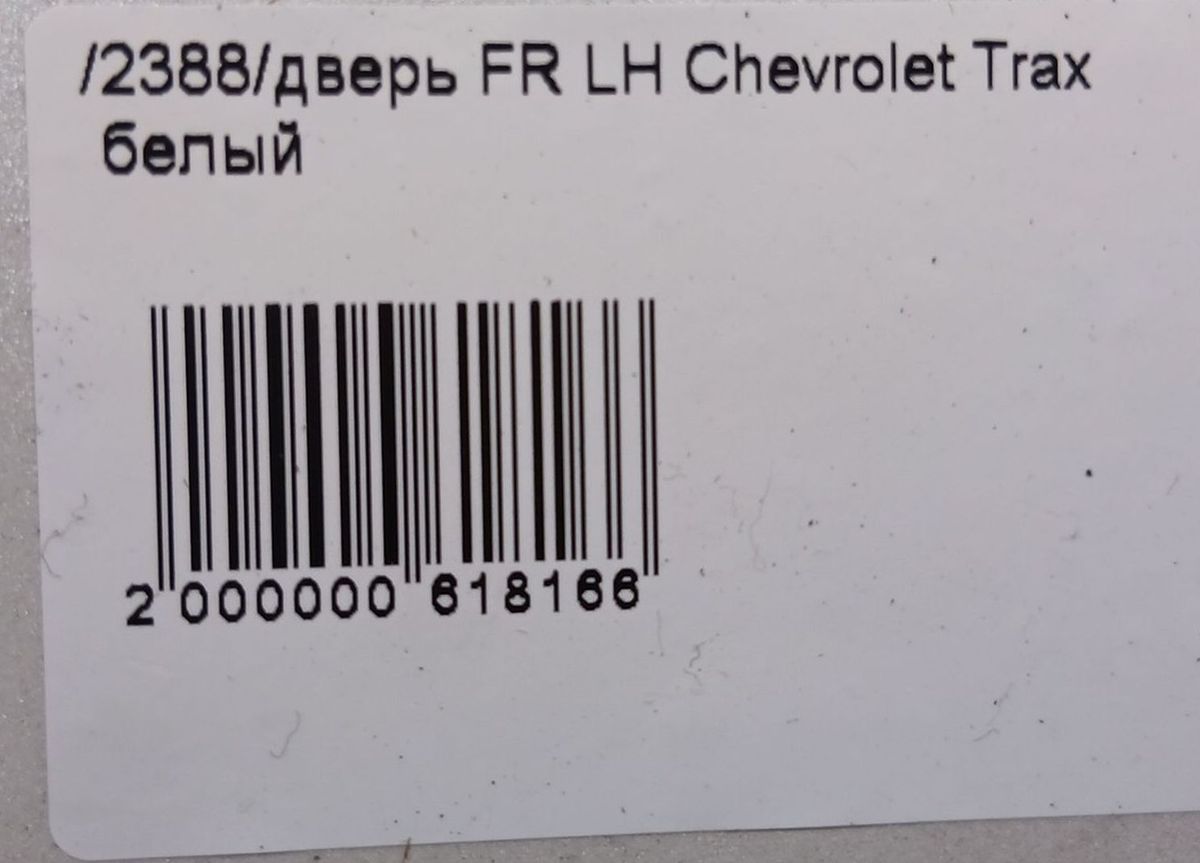 /2388/дверь FR LH Chevrolet Trax
белый
2 000000 618166